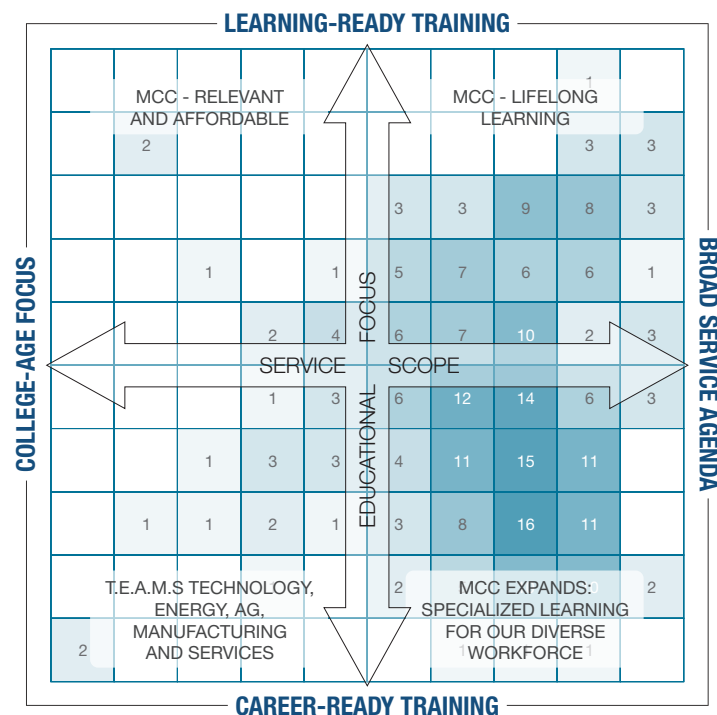 LEARNING-READY TRAINING
1
MCC - RELEVANT
AND AFFORDABLE
MCC - LIFELONG
LEARNING
2 3 3
3 3 9 8 3
1 1 5 7 6 6 1
2 4 6 7 10 2 3
COLLEGE-AGE FOCUS
BROAD SERVICE AGENDA
SERVICE SCOPE
EDUCATIONAL FOCUS
1 3 6 12 14 6 3
1 3 3 4 11 15 11
1 1 2 1 3 8 16 11
2 2
T.E.A.M.S TECHNOLOGY,
ENERGY, AG,
MANUFACTURING
AND SERVICES
MCC EXPANDS:
SPECIALIZED LEARNING
FOR OUR DIVERSE
WORKFORCE
2 1 1
CAREER-READY TRAINING